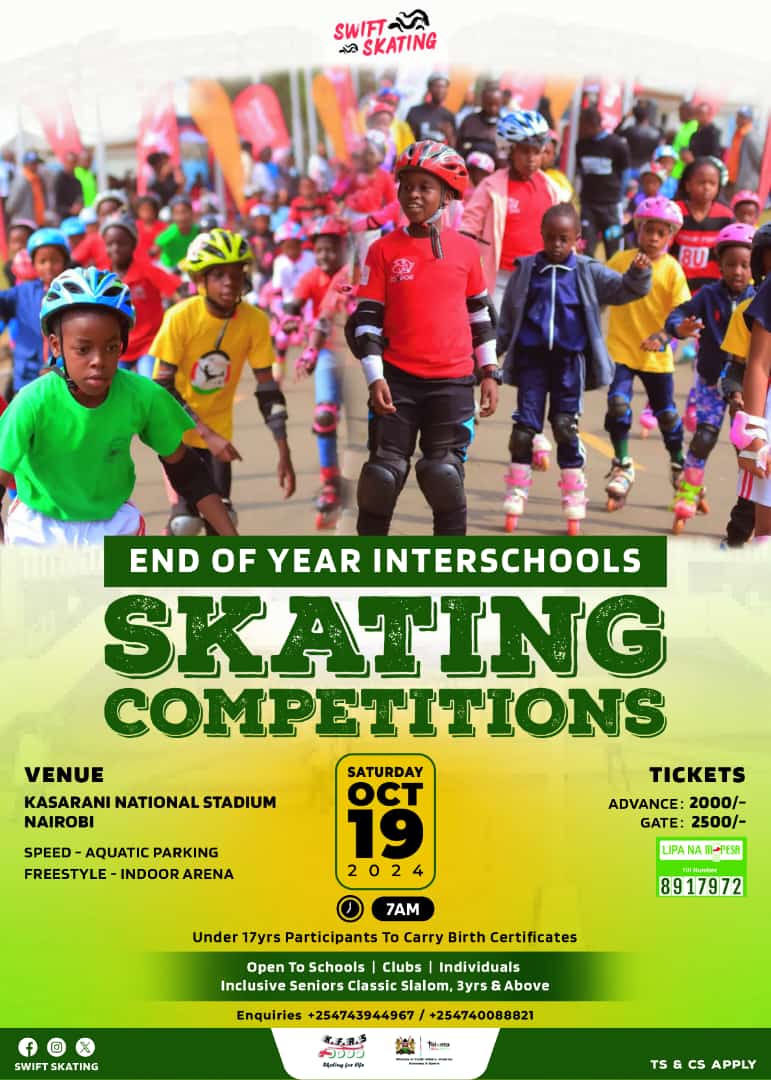 SWIFT
SKATING
END OF YEAR INTERSCHOOLS
SKATING
COMPETITIONS
VENUE
KASARANI NATIONAL STADIUM
NAIROBI
SPEED - AQUATIC PARKING
FREESTYLE - INDOOR ARENA
SATURDAY
OCT
19
2024
7AM
TICKETS
ADVANCE: 2000/-
GATE: 2500/-
LIPA NA M-PESA
Till Number
8917972
Under 17yrs Participants To Carry Birth Certificates
Open To Schools | Clubs | Individuals
Inclusive Seniors Classic Slalom, 3yrs & Above
Enquiries +254743944967 / +254740088821
SWIFT SKATING
Skating for life
TS & CS APPLY